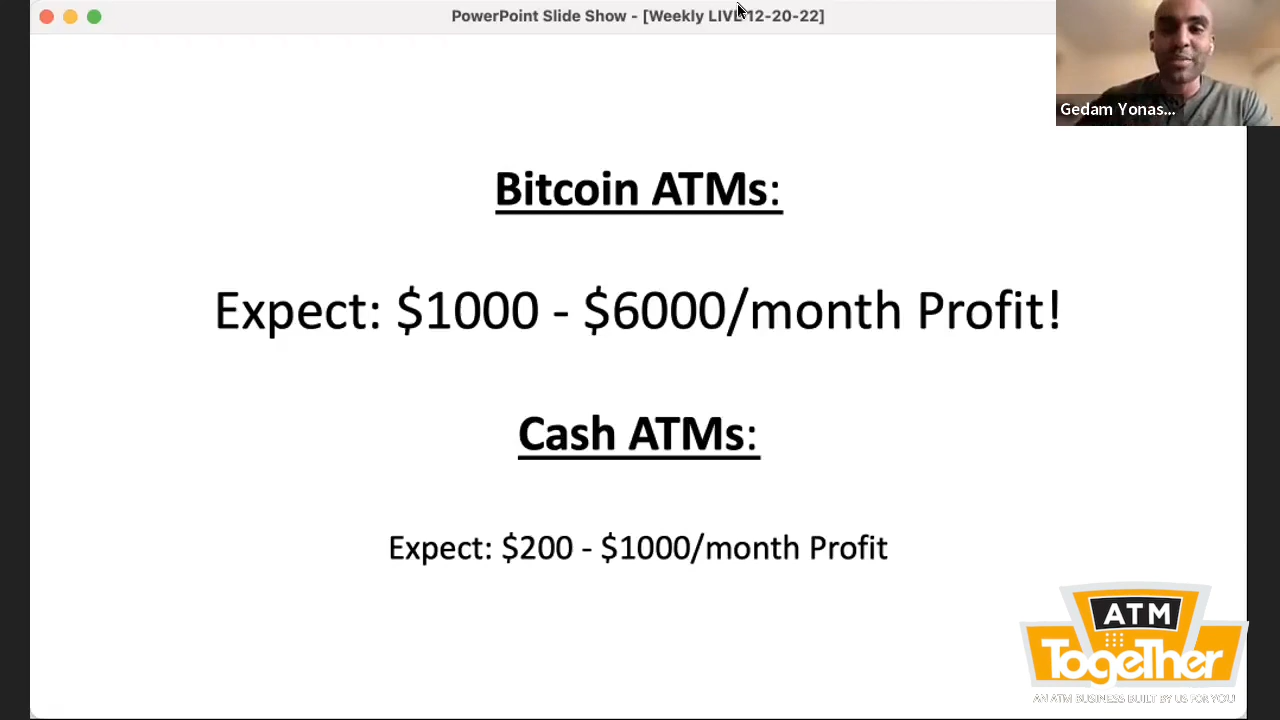 PowerPoint Slide Show - [Weekly LIVE 12-20-22]
Gedam Yonas...
Bitcoin ATMs:
Expect: $1000 - $6000/month Profit!
Cash ATMs:
Expect: $200 - $1000/month Profit
ATM
Together
AN ATM BUSINESS BUILT BY US FOR YOU